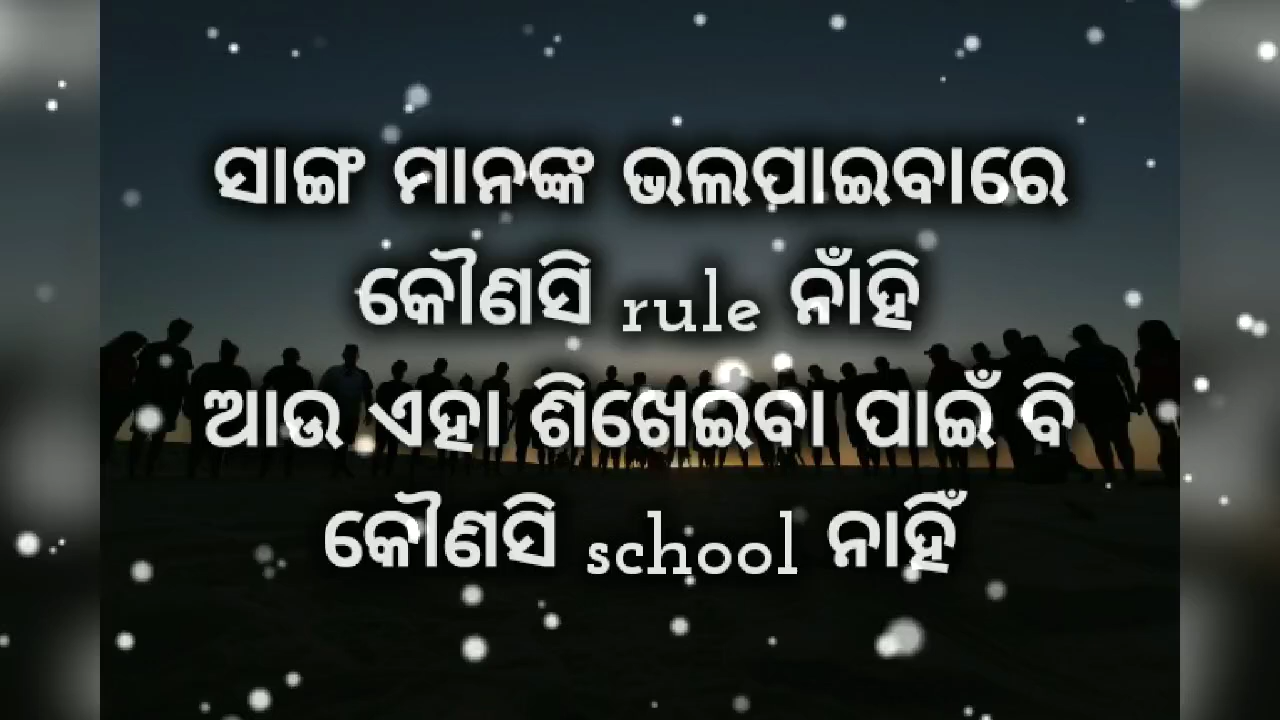 ସାଙ୍ଗ ମାନଙ୍କ ଭଲପାଇବାରେ
କୌଣସି rule ନାଁହି
ଆଉ ଏହା ଶିଖେଇବା ପାଇଁ ବି
କୌଣସି school ନାହିଁ